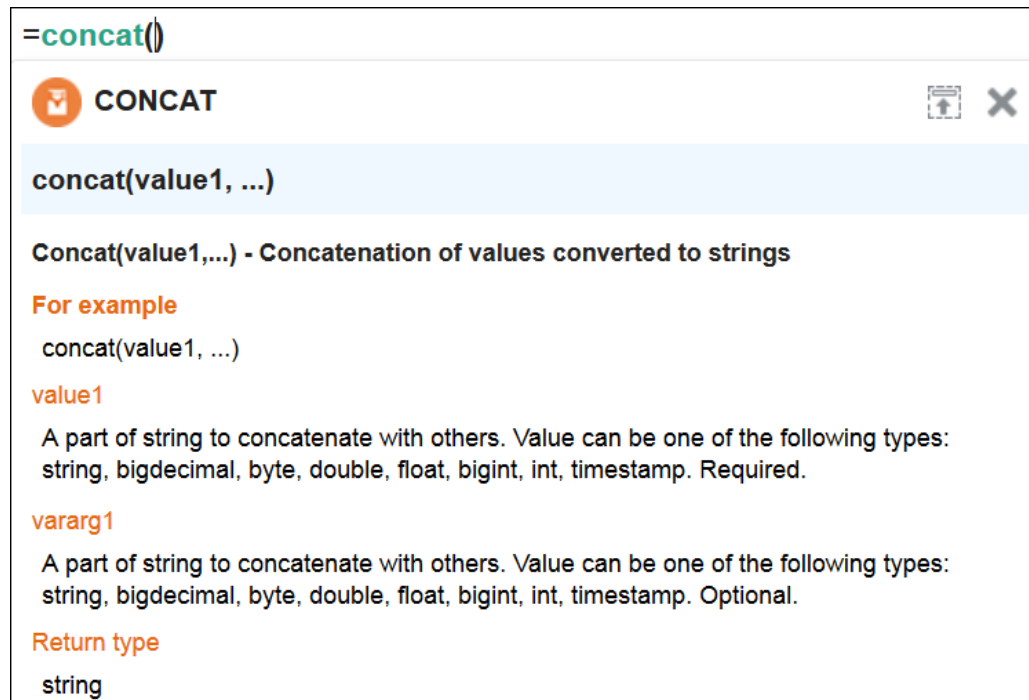 =concat()
CONCAT
concat(value1, ...)
Concat(value1,...) - Concatenation of values converted to strings
For example
concat(value1, ...)
value1
A part of string to concatenate with others. Value can be one of the following types:
string, bigdecimal, byte, double, float, bigint, int, timestamp. Required.
vararg1
A part of string to concatenate with others. Value can be one of the following types:
string, bigdecimal, byte, double, float, bigint, int, timestamp. Optional.
Return type
string